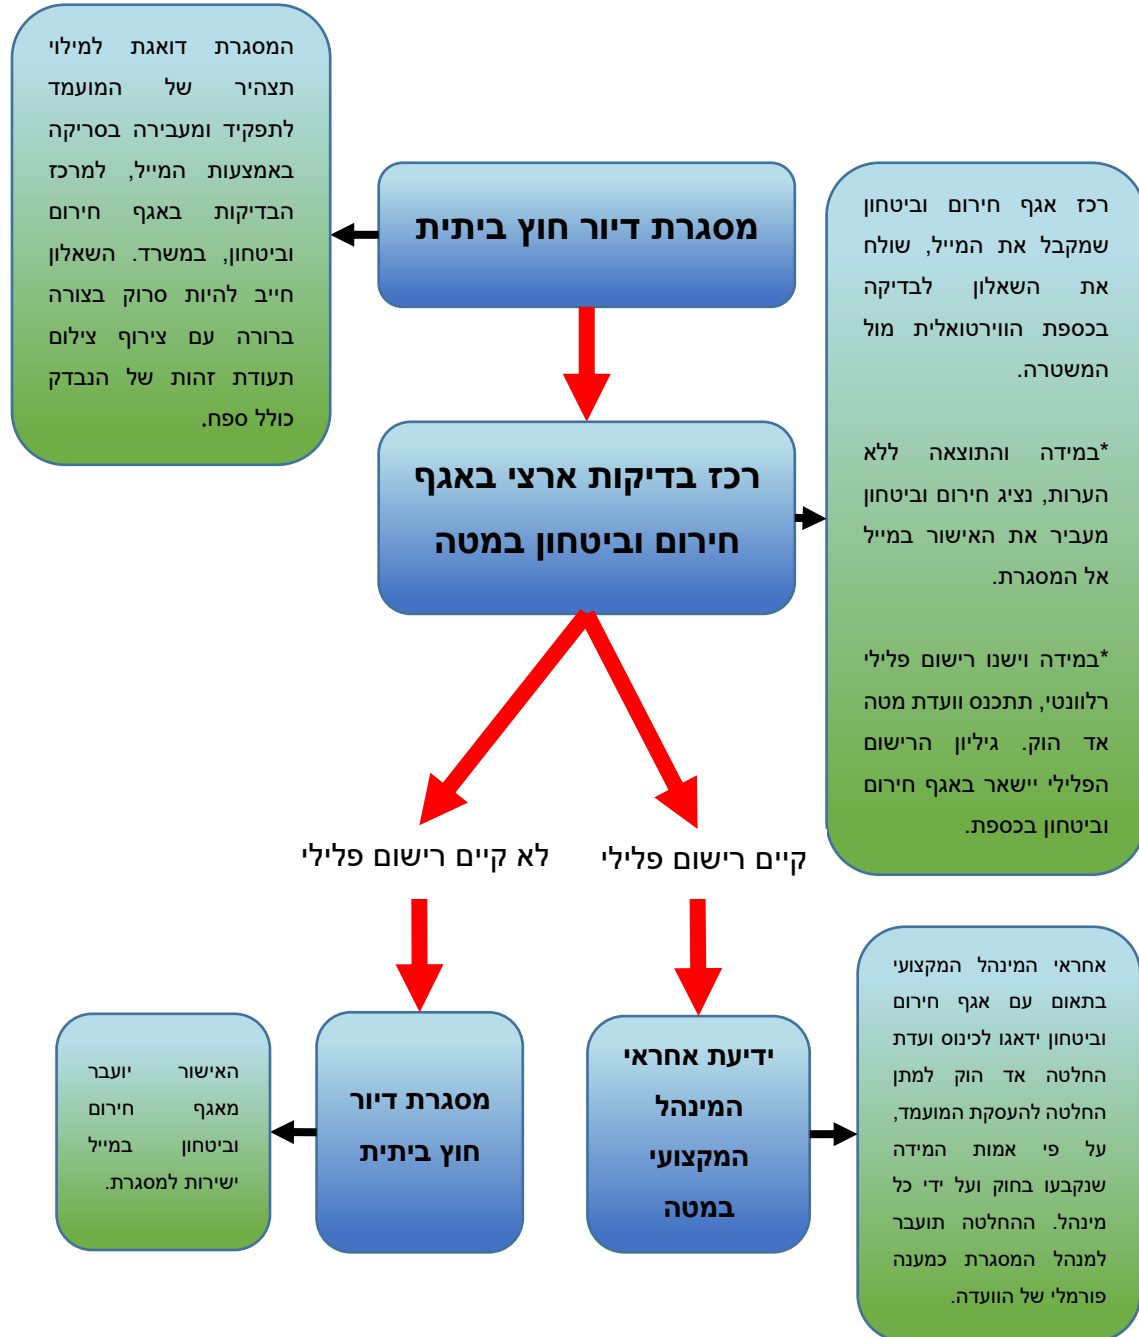 המסגרת דואגת למילוי
תצהיר של המועמד
לתפקיד ומעבירה בסריקה
באמצעות המייל, למרכז
הבדיקות באגף חירום
וביטחון, במשרד. השאלון
חייב להיות סרוק בצורה
ברורה עם צירוף צילום
תעודת זהות של הנבדק
כולל ספח.
מסגרת דיור חוץ ביתית
רכז אגף חירום וביטחון
שמקבל את המייל, שולח
את השאלון לבדיקה
בכספת הווירטואלית מול
המשטרה.
*במידה והתוצאה ללא
הערות, נציג חירום וביטחון
מעביר את האישור במייל
אל המסגרת.
*במידה וישנו רישום פלילי
רלוונטי, תתכנס וועדת מטה
אד הוק. גיליון הרישום
הפלילי יישאר באגף חירום
וביטחון בכספת.
רכז בדיקות ארצי באגף
חירום וביטחון במטה
קיים רישום פלילי
לא קיים רישום פלילי
אחראי המינהל המקצועי
בתאום עם אגף חירום
וביטחון ידאגו לכינוס ועדת
החלטה אד הוק למתן
החלטה להעסקת המועמד,
על פי אמות המידה
שנקבעו בחוק ועל ידי כל
מינהל. ההחלטה תועבר
למנהל המסגרת כמענה
פורמלי של הוועדה.
ידיעת אחראי
המינהל
המקצועי
במטה
מסגרת דיור
חוץ ביתית
האישור יועבר
מאגף חירום
וביטחון במייל
ישירות למסגרת.